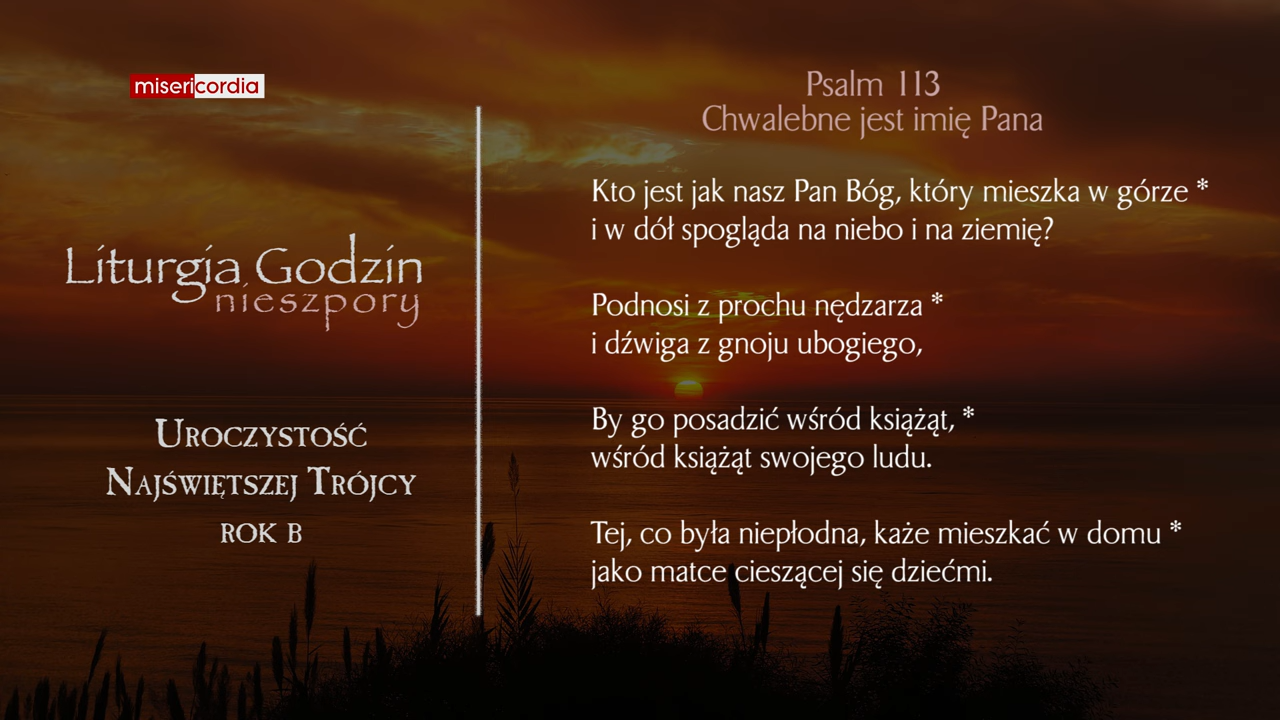 misericordia
Liturgia Godzin
nieszpory
Uroczystość
Najświętszej Trójcy
rok B
Psalm 113
Chwalebne jest imię Pana
Kto jest jak nasz Pan Bóg, który mieszka w górze *
i w dół spogląda na niebo i na ziemię?
Podnosi z prochu nędzarza *
i dźwiga z gnoju ubogiego,
By go posadzić wśród książąt, *
wśród książąt swojego ludu.
Tej, co była niepłodna, każe mieszkać w domu *
jako matce cieszącej się dziećmi.